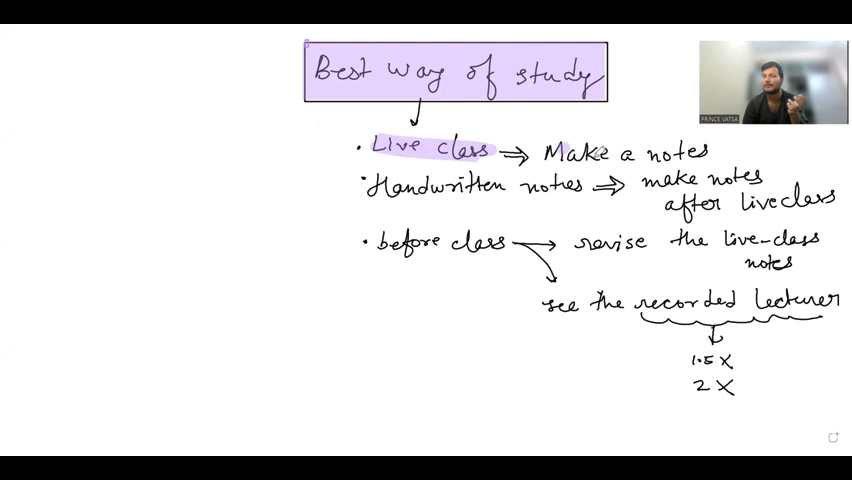 Best way of study
• Live class ⇒ Make a notes
• Handwritten notes ⇒ make notes
after liveclass
• before class → revise the live-class
notes
see the recorded lecturer
1.5 X
2 X
PRINCE VATSA